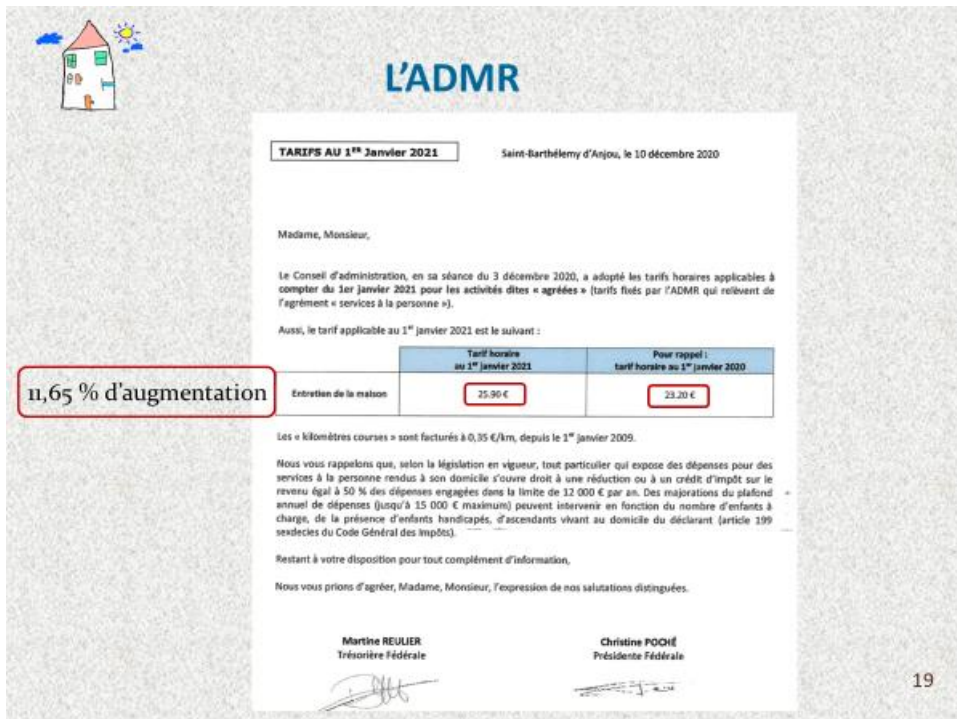 L'ADMR
TARIFS AU 1ER Janvier 2021
Saint-Barthélemy d'Anjou, le 10 décembre 2020
Madame, Monsieur,
Le Conseil d'administration, en sa séance du 3 décembre 2020, a adopté les tarifs horaires applicables à
compter du 1er janvier 2021 pour les activités dites « agréées » (tarifs fixés par l'ADMR qui relèvent de
l'agrément « services à la personne »).
Aussi, le tarif applicable au 1er janvier 2021 est le suivant :
Tarif horaire
au 1er janvier 2021
Pour rappel :
tarif horaire au 1er janvier 2020
11,65 % d'augmentation
Entretien de la maison
25.90 €
23.20 €
Les « kilomètres courses » sont facturés à 0,35 €/km, depuis le 1er janvier 2009.
Nous vous rappelons que, selon la législation en vigueur, tout particulier qui expose des dépenses pour des
services à la personne rendus à son domicile s'ouvre droit à une réduction ou à un crédit d'impôt sur le
revenu égal à 50 % des dépenses engagées dans la limite de 12 000 € par an. Des majorations du plafond
annuel de dépenses (jusqu'à 15 000 € maximum) peuvent intervenir en fonction du nombre d'enfants à
charge, de la présence d'enfants handicapés, d'ascendants vivant au domicile du déclarant (article 199
sexdecies du Code Général des Impôts).
Restant à votre disposition pour tout complément d'information,
Nous vous prions d'agréer, Madame, Monsieur, l'expression de nos salutations distinguées.
Martine REULIER
Trésorière Fédérale
Christine POCHÉ
Présidente Fédérale
19